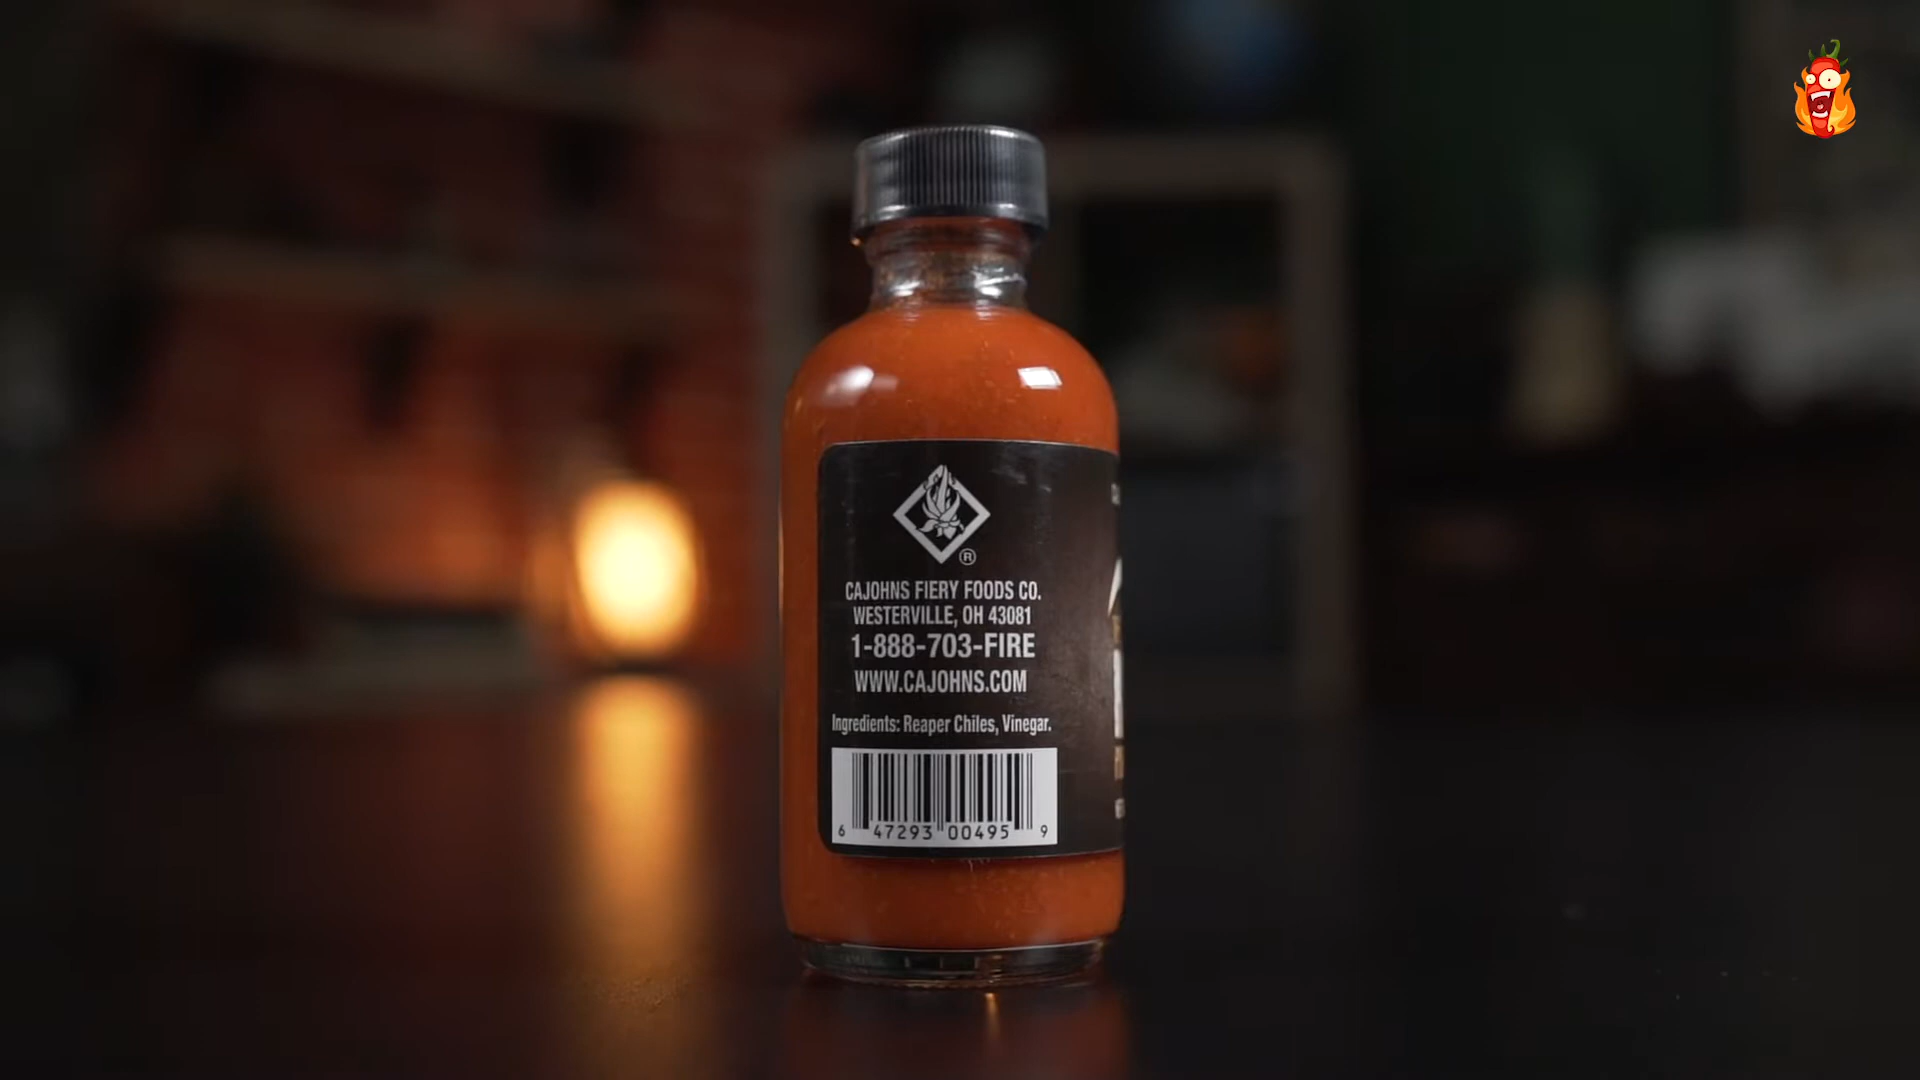 ®
CAJOHNS FIERY FOODS CO.
WESTERVILLE, OH 43081
1-888-703-FIRE
WWW.CAJOHNS.COM
Ingredients: Reaper Chiles, Vinegar.
6 47293 00495 9